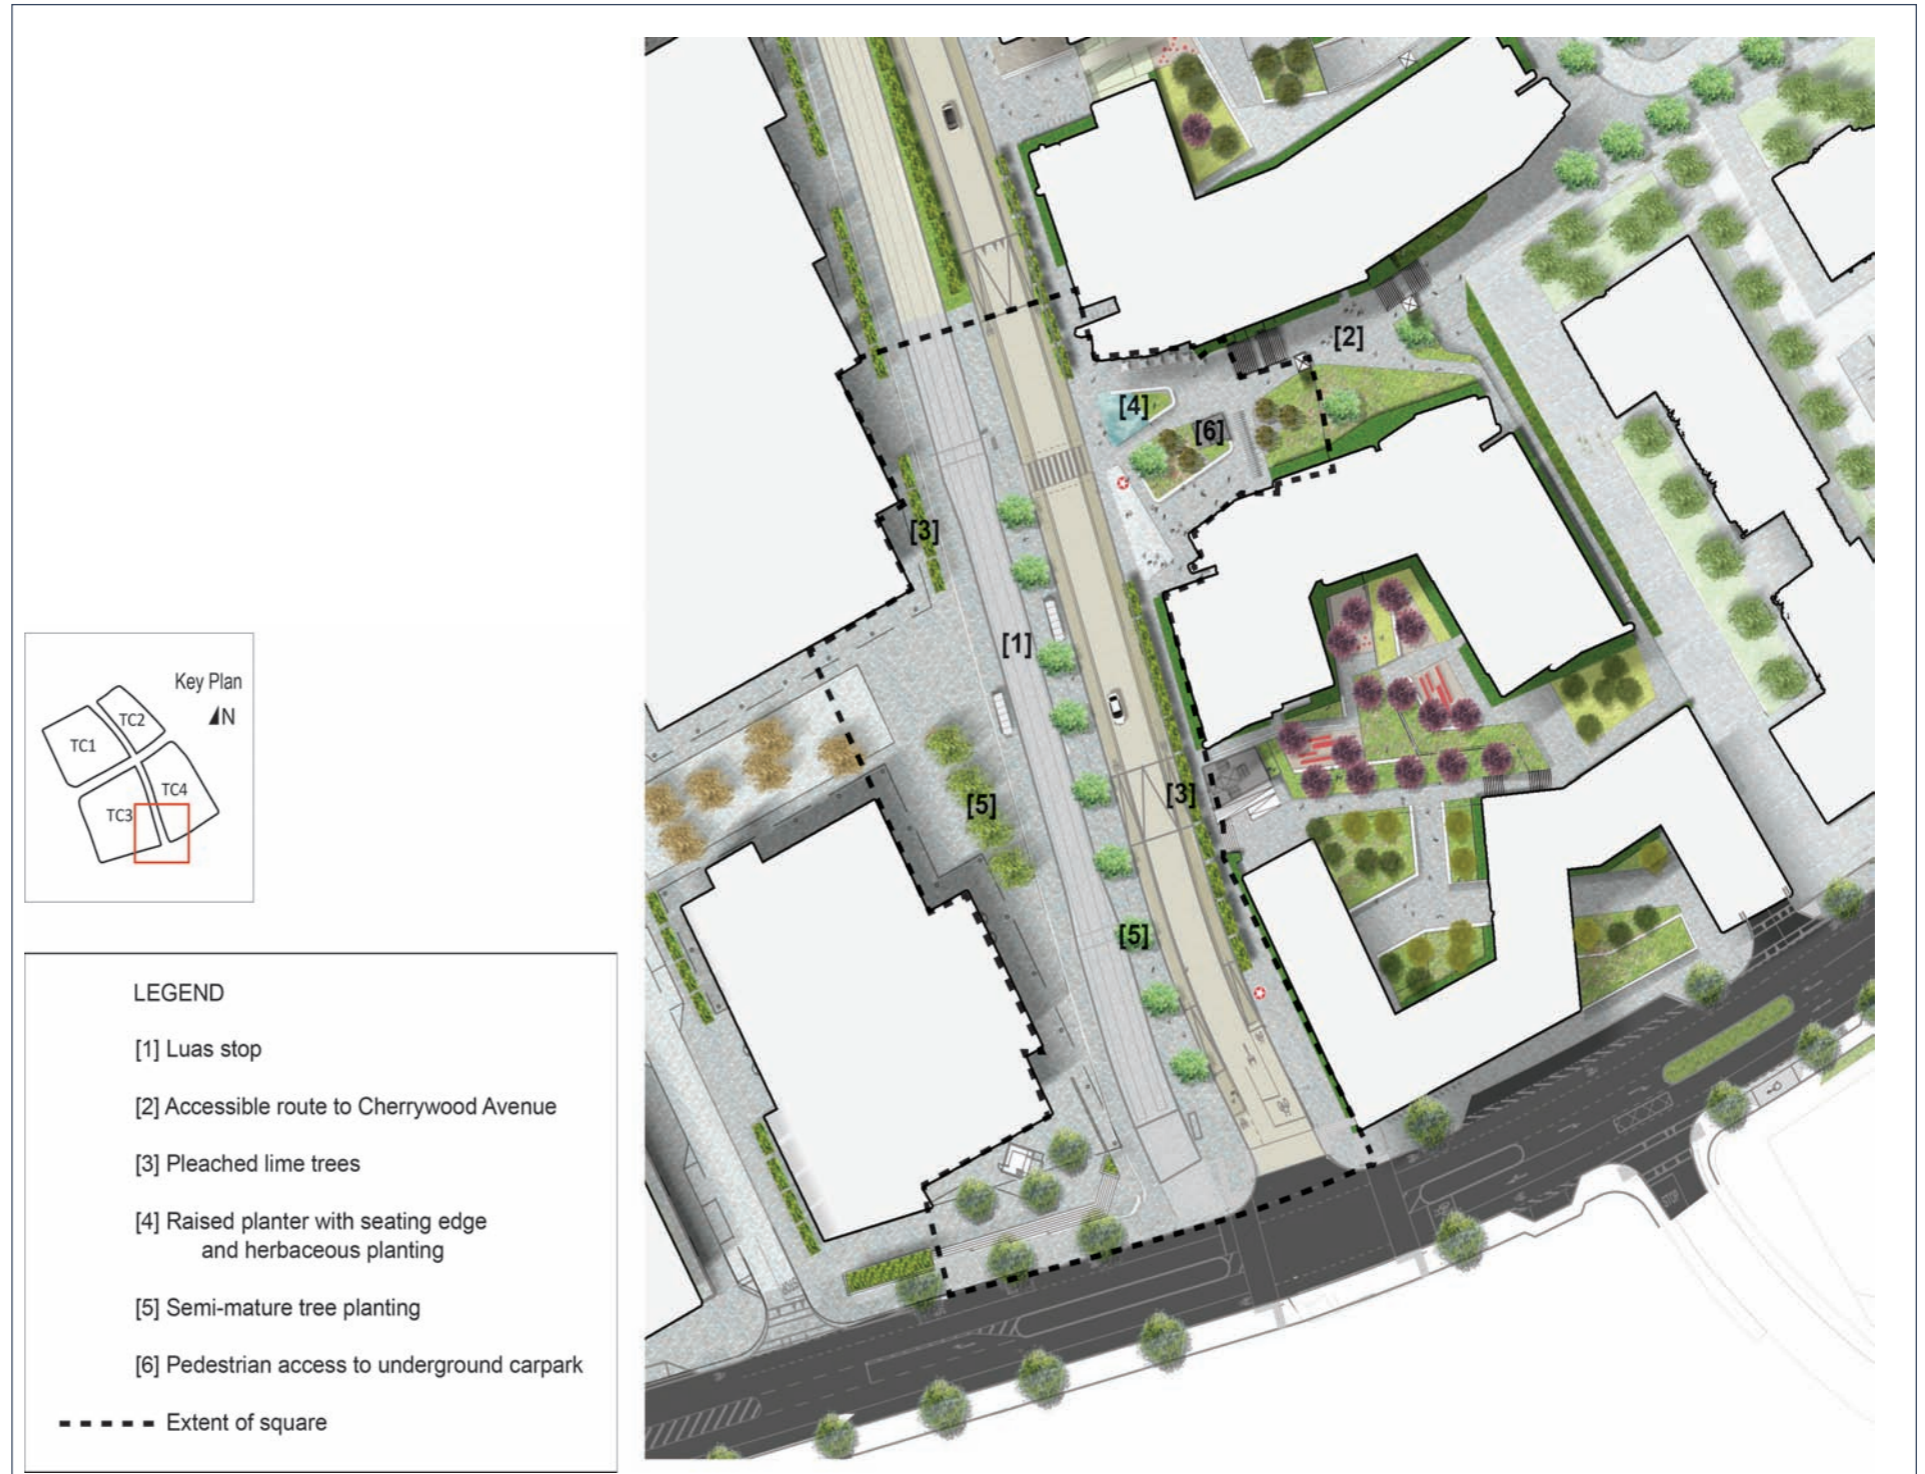 Key Plan
N
TC2
TC1
TC4
TC3
LEGEND
[1] Luas stop
[2] Accessible route to Cherrywood Avenue
[3] Pleached lime trees
[4] Raised planter with seating edge
and herbaceous planting
[5] Semi-mature tree planting
[6] Pedestrian access to underground carpark
Extent of square
[2]
[4]
[6]
[3]
[1]
[3]
[5]
[5]